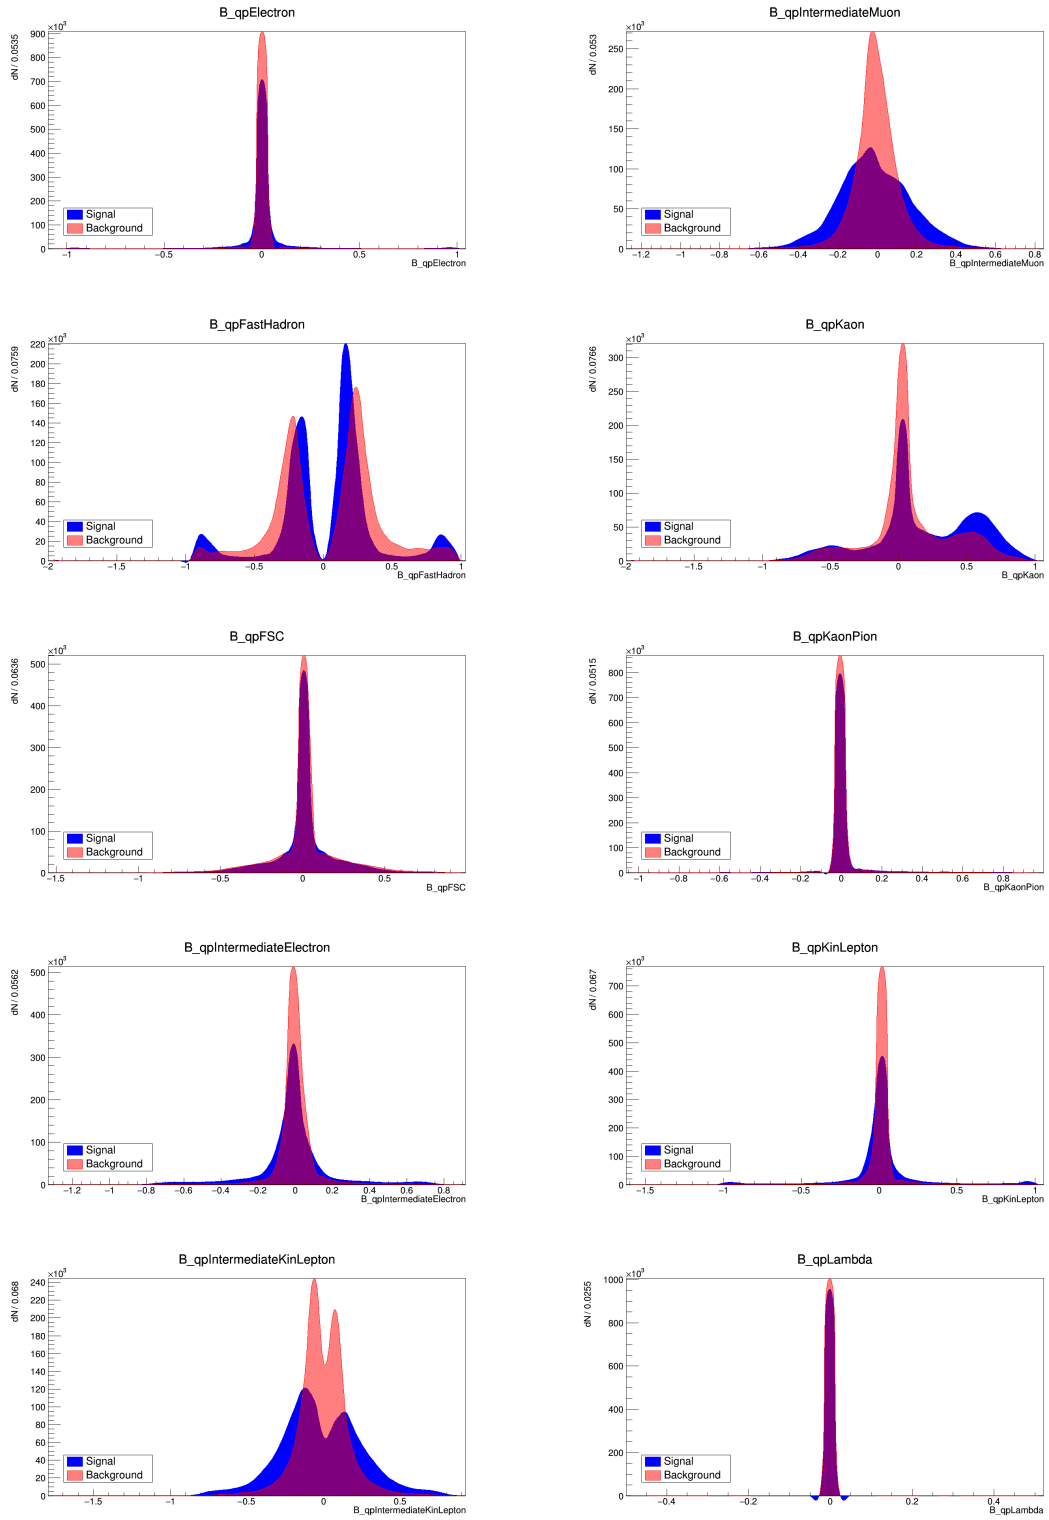 B_qpElectron
×10³
dN / 0.0535
900
800
700
600
500
400
300
200
100
0
Signal
Background
−1 −0.5 0 0.5 1
B_qpElectron
B_qpIntermediateMuon
×10³
dN / 0.053
250
200
150
100
50
0
Signal
Background
−1.2 −1 −0.8 −0.6 −0.4 −0.2 0 0.2 0.4 0.6 0.8
B_qpIntermediateMuon
B_qpFastHadron
×10³
dN / 0.0759
220
200
180
160
140
120
100
80
60
40
20
0
Signal
Background
−2 −1.5 −1 −0.5 0 0.5 1
B_qpFastHadron
B_qpKaon
×10³
dN / 0.0766
300
250
200
150
100
50
0
Signal
Background
−2 −1.5 −1 −0.5 0 0.5 1
B_qpKaon
B_qpFSC
×10³
dN / 0.0636
500
400
300
200
100
0
Signal
Background
−1.5 −1 −0.5 0 0.5
B_qpFSC
B_qpKaonPion
×10³
dN / 0.0515
800
700
600
500
400
300
200
100
0
Signal
Background
−1 −0.8 −0.6 −0.4 −0.2 0 0.2 0.4 0.6 0.8
B_qpKaonPion
B_qpIntermediateElectron
×10³
dN / 0.0562
500
400
300
200
100
0
Signal
Background
−1.2 −1 −0.8 −0.6 −0.4 −0.2 0 0.2 0.4 0.6 0.8
B_qpIntermediateElectron
B_qpKinLepton
×10³
dN / 0.067
700
600
500
400
300
200
100
0
Signal
Background
−1.5 −1 −0.5 0 0.5 1
B_qpKinLepton
B_qpIntermediateKinLepton
×10³
dN / 0.068
240
220
200
180
160
140
120
100
80
60
40
20
0
Signal
Background
−1.5 −1 −0.5 0 0.5
B_qpIntermediateKinLepton
B_qpLambda
×10³
dN / 0.0255
1000
800
600
400
200
0
Signal
Background
−0.4 −0.2 0 0.2 0.4
B_qpLambda